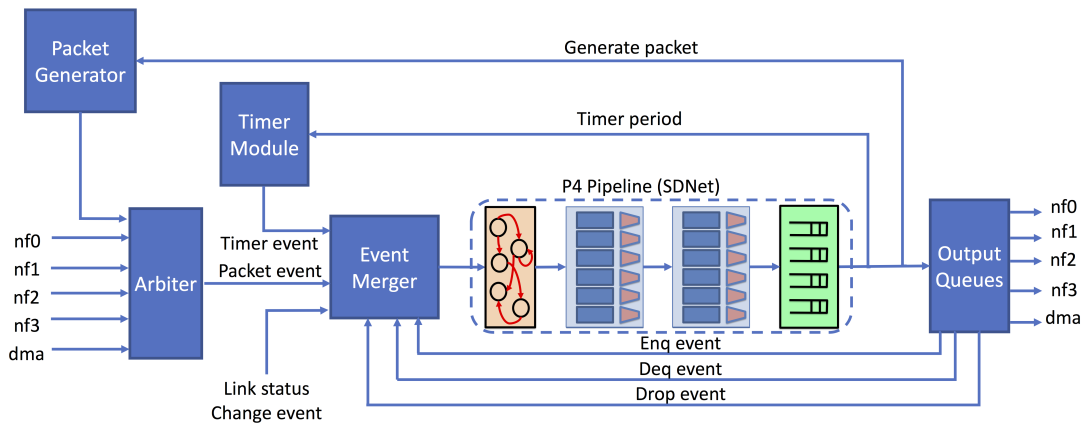 Packet
Generator
Generate packet
Timer
Module
Timer period
P4 Pipeline (SDNet)
nf0
nf1
nf2
nf3
dma
Arbiter
Timer event
Packet event
Link status
Change event
Event
Merger
Output
Queues
nf0
nf1
nf2
nf3
dma
Enq event
Deq event
Drop event